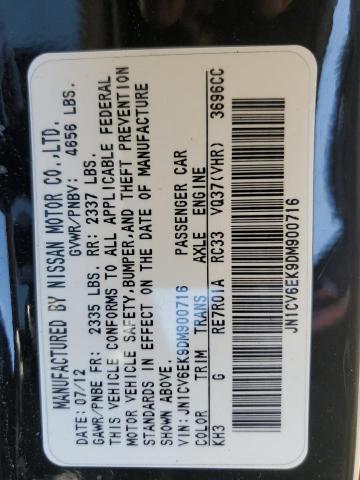 MANUFACTURED BY NISSAN MOTOR CO.,LTD.
DATE: 07/12 GVWR/PNBV: 4656 LBS.
GAWR/PNBE FR: 2335 LBS. RR: 2337 LBS.
THIS VEHICLE CONFORMS TO ALL APPLICABLE FEDERAL
MOTOR VEHICLE SAFETY,BUMPER,AND THEFT PREVENTION
STANDARDS IN EFFECT ON THE DATE OF MANUFACTURE
SHOWN ABOVE.
VIN: JN1CV6EK9DM900716 PASSENGER CAR
COLOR TRIM TRANS AXLE ENGINE
KH3 G RE7R01A RC33 VQ37(VHR) 3696CC
JN1CV6EK9DM900716